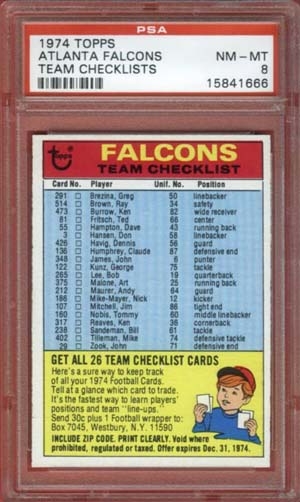 PSA
1974 TOPPS
ATLANTA FALCONS
TEAM CHECKLISTS
NM-MT
8
15841666
Topps
FALCONS
TEAM CHECKLIST
Card No. Player Unif. No. Position
291 Brezina, Greg 50 linebacker
514 Brown, Ray 34 safety
473 Burrow, Ken 82 wide receiver
81 Fritsch, Ted 66 center
55 Hampton, Dave 43 running back
3 Hansen, Don 58 linebacker
426 Havig, Dennis 56 guard
136 Humphrey, Claude 87 defensive end
348 James, John 6 punter
122 Kunz, George 75 tackle
265 Lee, Bob 19 quarterback
375 Malone, Art 25 running back
212 Maurer, Andy 64 guard
186 Mike-Mayer, Nick 12 kicker
107 Mitchell, Jim 86 tight end
160 Nobis, Tommy 60 middle linebacker
317 Reaves, Ken 36 cornerback
238 Sandeman, Bill 61 tackle
402 Tilleman, Mike 74 defensive tackle
29 Zook, John 71 defensive end
GET ALL 26 TEAM CHECKLIST CARDS
Here's a sure way to keep track
of all your 1974 Football Cards.
Tell at a glance which card to trade.
It's the fastest way to learn players'
positions and team "line-ups."
Send 30c plus 1 Football wrapper to:
Box 7045, Westbury, N.Y. 11590
INCLUDE ZIP CODE. PRINT CLEARLY. Void where
prohibited, regulated or taxed. Offer expires Dec. 31, 1974.